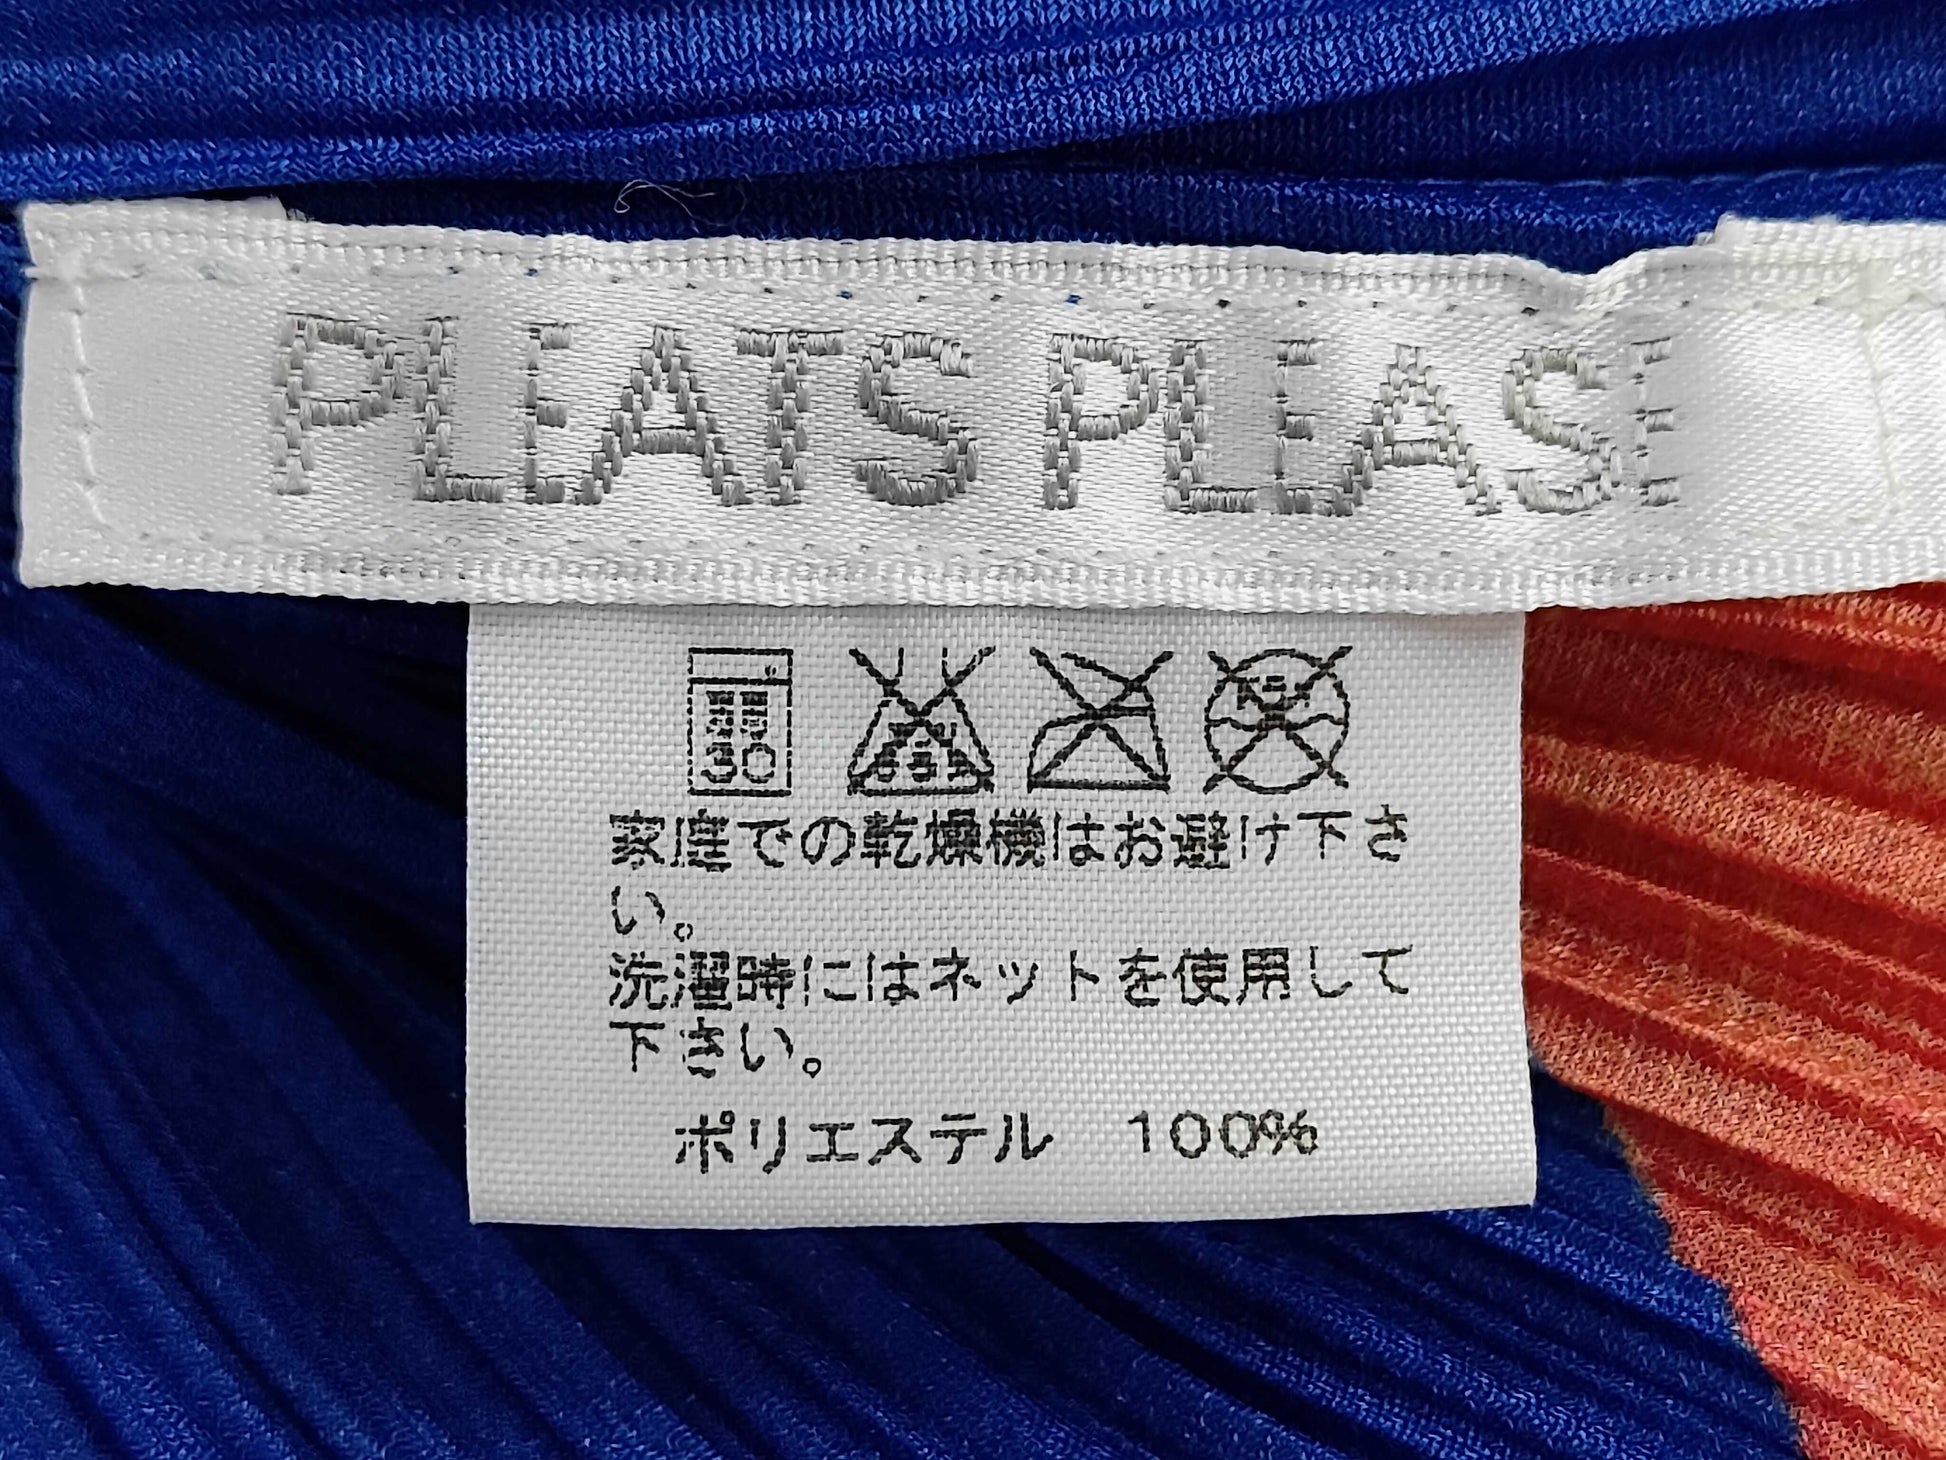 PLEATS PLEASE
家庭での乾燥機はお避け下さ
い。
洗濯時にはネットを使用して
下さい。
ポリエステル 100%